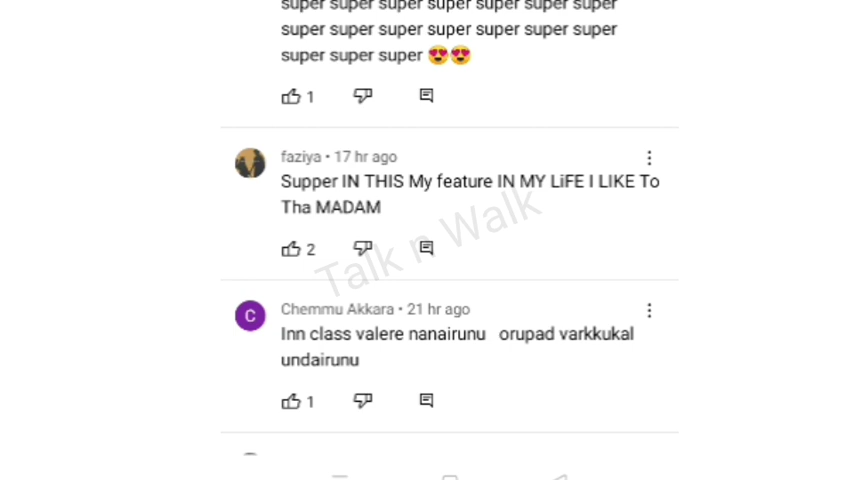 super super super super super super super
super super super super super super super
super super super 😍😍
1
faziya • 17 hr ago
Supper IN THIS My feature IN MY LiFE I LIKE To
Tha MADAM
2
Talk n Walk
C
Chemmu Akkara • 21 hr ago
Inn class valere nanairunu orupad varkkukal
undairunu
1